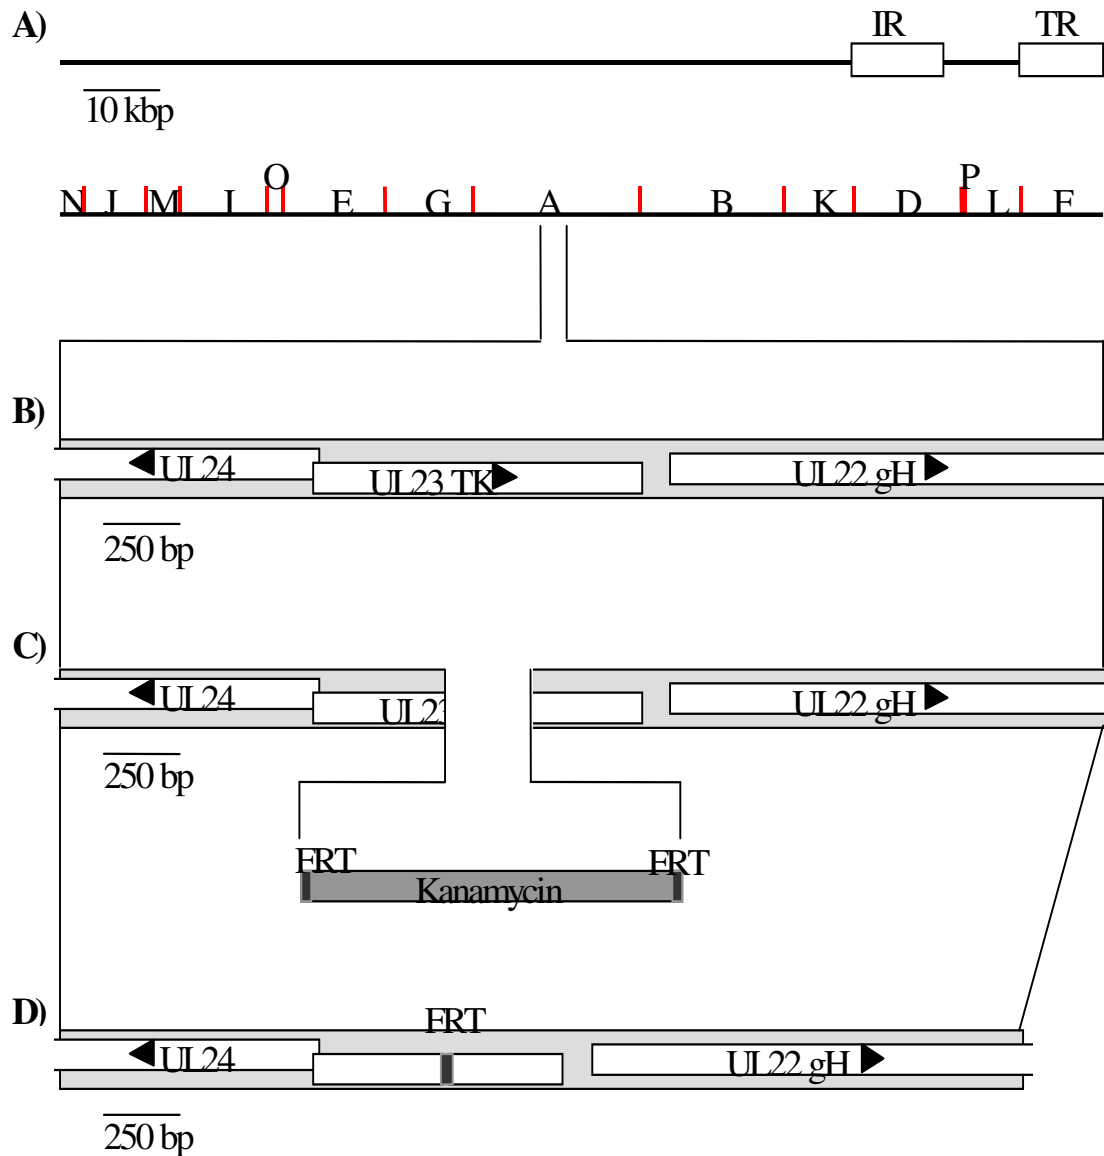 A) IR TR
10 kbp
O P
N J M I E G A B K D L F
B)
UL24 UL23 TK UL22 gH
250 bp
C)
UL24 UL23 UL22 gH
250 bp
FRT FRT
Kanamycin
D) FRT
UL24 UL22 gH
250 bp